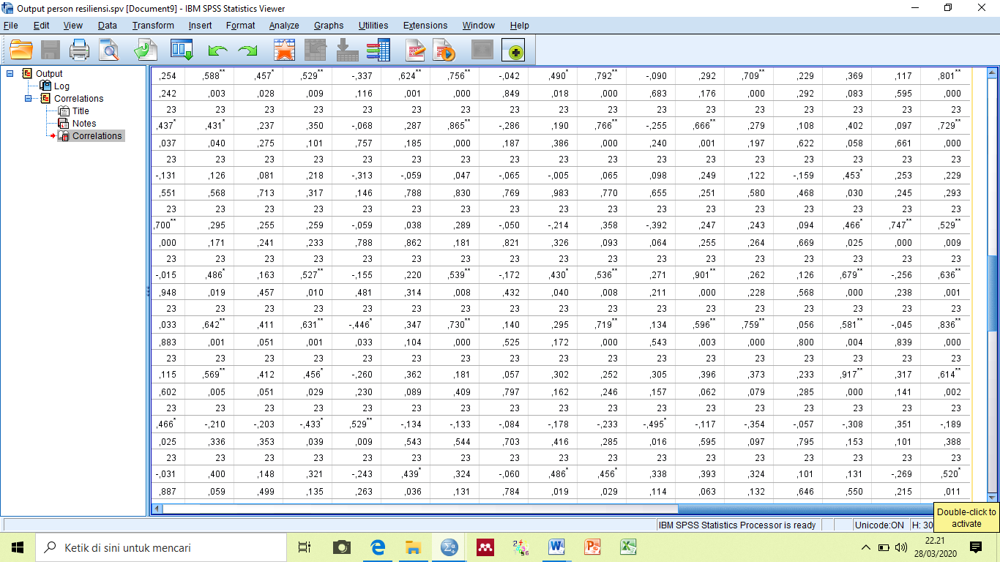 Output person resiliensi.spv [Document9] - IBM SPSS Statistics Viewer
File Edit View Data Transform Insert Format Analyze Graphs Utilities Extensions Window Help
Output
Log
Correlations
Title
Notes
Correlations
,254 ,588** ,457* ,529** -,337 ,624** ,756** -,042 ,490* ,792** -,090 ,292 ,709** ,229 ,369 ,117 ,801**
,242 ,003 ,028 ,009 ,116 ,001 ,000 ,849 ,018 ,000 ,683 ,176 ,000 ,292 ,083 ,595 ,000
23 23 23 23 23 23 23 23 23 23 23 23 23 23 23 23 23
,437* ,431* ,237 ,350 -,068 ,287 ,865** -,286 ,190 ,766** -,255 ,666** ,279 ,108 ,402 ,097 ,729**
,037 ,040 ,275 ,101 ,757 ,185 ,000 ,187 ,386 ,000 ,240 ,001 ,197 ,622 ,058 ,661 ,000
23 23 23 23 23 23 23 23 23 23 23 23 23 23 23 23 23
-,131 ,126 ,081 ,218 -,313 -,059 ,047 -,065 -,005 ,065 ,098 ,249 ,122 -,159 ,453* ,253 ,229
,551 ,568 ,713 ,317 ,146 ,788 ,830 ,769 ,983 ,770 ,655 ,251 ,580 ,468 ,030 ,245 ,293
23 23 23 23 23 23 23 23 23 23 23 23 23 23 23 23 23
,700** ,295 ,255 ,259 -,059 ,038 ,289 -,050 -,214 ,358 -,392 ,247 ,243 ,094 ,466* ,747** ,529**
,000 ,171 ,241 ,233 ,788 ,862 ,181 ,821 ,326 ,093 ,064 ,255 ,264 ,669 ,025 ,000 ,009
23 23 23 23 23 23 23 23 23 23 23 23 23 23 23 23 23
-,015 ,486* ,163 ,527** -,155 ,220 ,539** -,172 ,430* ,536** ,271 ,901** ,262 ,126 ,679** -,256 ,636**
,948 ,019 ,457 ,010 ,481 ,314 ,008 ,432 ,040 ,008 ,211 ,000 ,228 ,568 ,000 ,238 ,001
23 23 23 23 23 23 23 23 23 23 23 23 23 23 23 23 23
,033 ,642** ,411 ,631** -,446* ,347 ,730** ,140 ,295 ,719** ,134 ,596** ,759** ,056 ,581** -,045 ,836**
,883 ,001 ,051 ,001 ,033 ,104 ,000 ,525 ,172 ,000 ,543 ,003 ,000 ,800 ,004 ,839 ,000
23 23 23 23 23 23 23 23 23 23 23 23 23 23 23 23 23
,115 ,569** ,412 ,456* -,260 ,362 ,181 ,057 ,302 ,252 ,305 ,396 ,373 ,233 ,917** ,317 ,614**
,602 ,005 ,051 ,029 ,230 ,089 ,409 ,797 ,162 ,246 ,157 ,062 ,079 ,285 ,000 ,141 ,002
23 23 23 23 23 23 23 23 23 23 23 23 23 23 23 23 23
,466* -,210 -,203 -,433* ,529** -,134 -,133 -,084 -,178 -,233 -,495* -,117 -,354 -,057 -,308 ,351 -,189
,025 ,336 ,353 ,039 ,009 ,543 ,544 ,703 ,416 ,285 ,016 ,595 ,097 ,795 ,153 ,101 ,388
23 23 23 23 23 23 23 23 23 23 23 23 23 23 23 23 23
-,031 ,400 ,148 ,321 -,243 ,439* ,324 -,060 ,486* ,456* ,338 ,393 ,324 ,101 ,131 -,269 ,520*
,887 ,059 ,499 ,135 ,263 ,036 ,131 ,784 ,019 ,029 ,114 ,063 ,132 ,646 ,550 ,215 ,011
Double-click to
activate
IBM SPSS Statistics Processor is ready Unicode:ON H: 30
Ketik di sini untuk mencari
22.21
28/03/2020